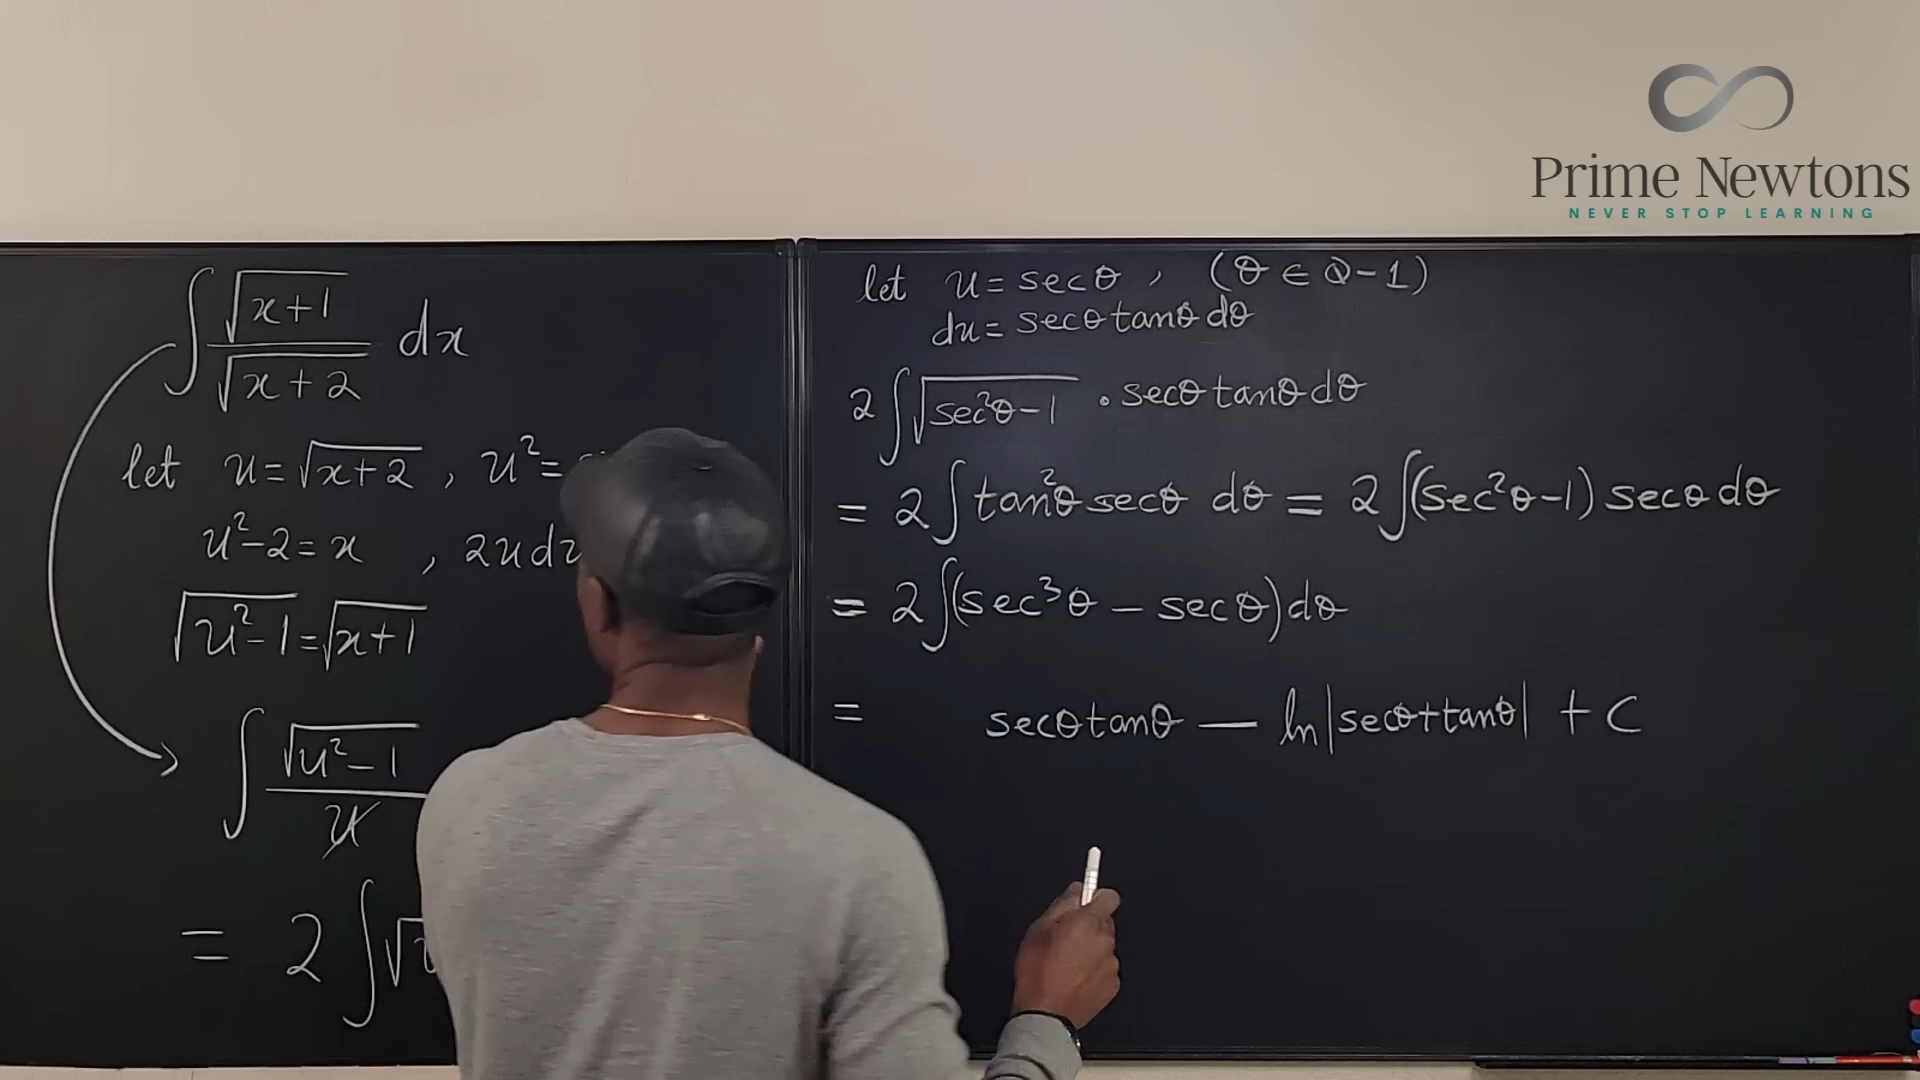 Prime Newtons
NEVER STOP LEARNING
∫ √(x+1) / √(x+2) dx
let u = √(x+2) , u² =
u² - 2 = x , 2u d
√(u² - 1) = √(x+1)
∫ √(u² - 1) / u
= 2 ∫ √
let u = secθ , (θ ∈ Q-1)
du = secθ tanθ dθ
2 ∫ √(sec²θ - 1) · secθ tanθ dθ
= 2 ∫ tan²θ secθ dθ = 2 ∫ (sec²θ - 1) secθ dθ
= 2 ∫ (sec³θ - secθ) dθ
= secθ tanθ — ln|secθ + tanθ| + C